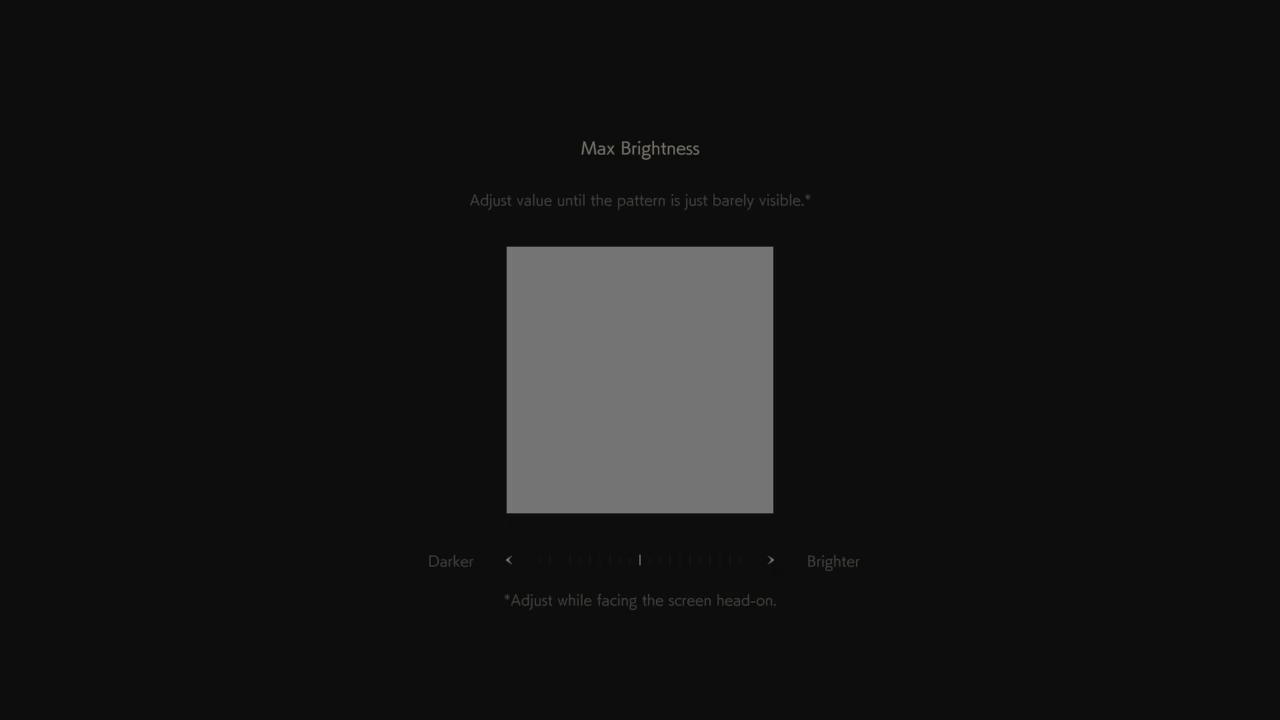 Max Brightness
Adjust value until the pattern is just barely visible.*
Darker Brighter
*Adjust while facing the screen head-on.